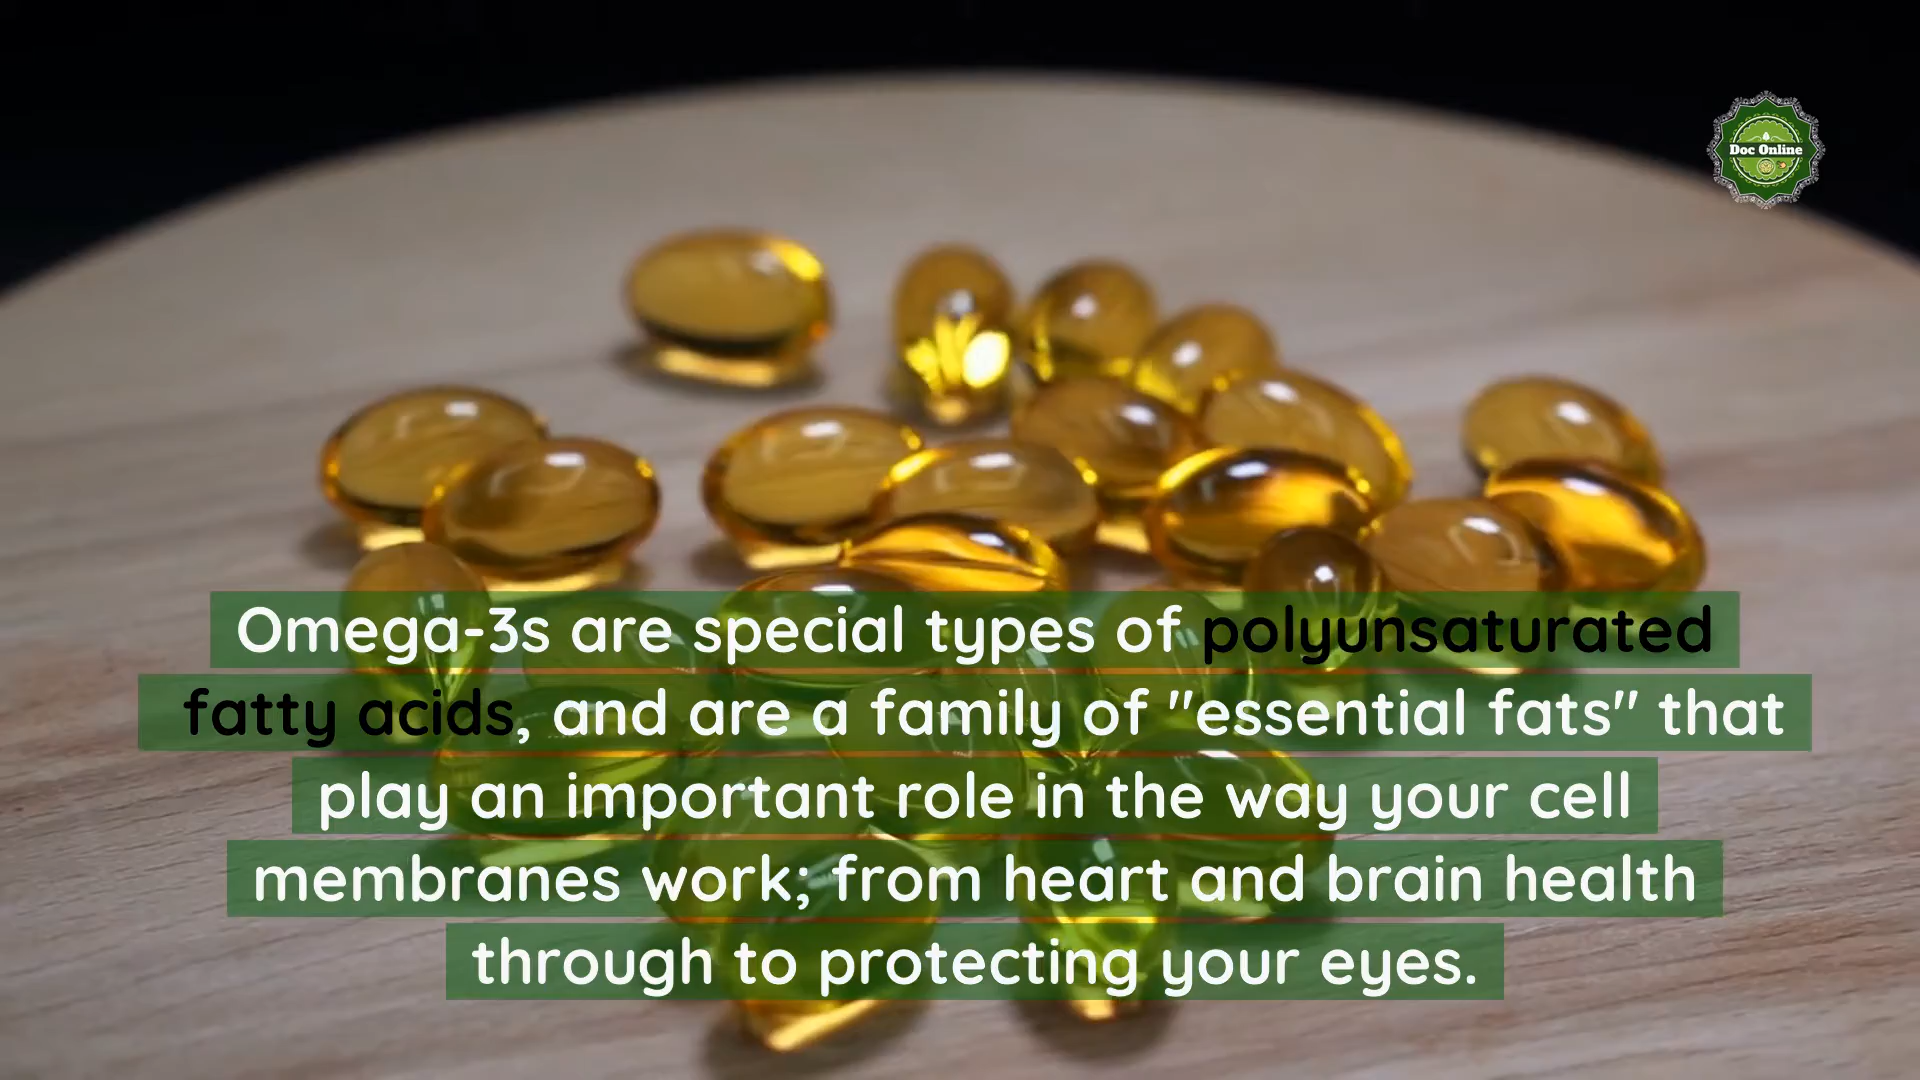 Doc Online
Omega-3s are special types of polyunsaturated
fatty acids, and are a family of "essential fats" that
play an important role in the way your cell
membranes work; from heart and brain health
through to protecting your eyes.